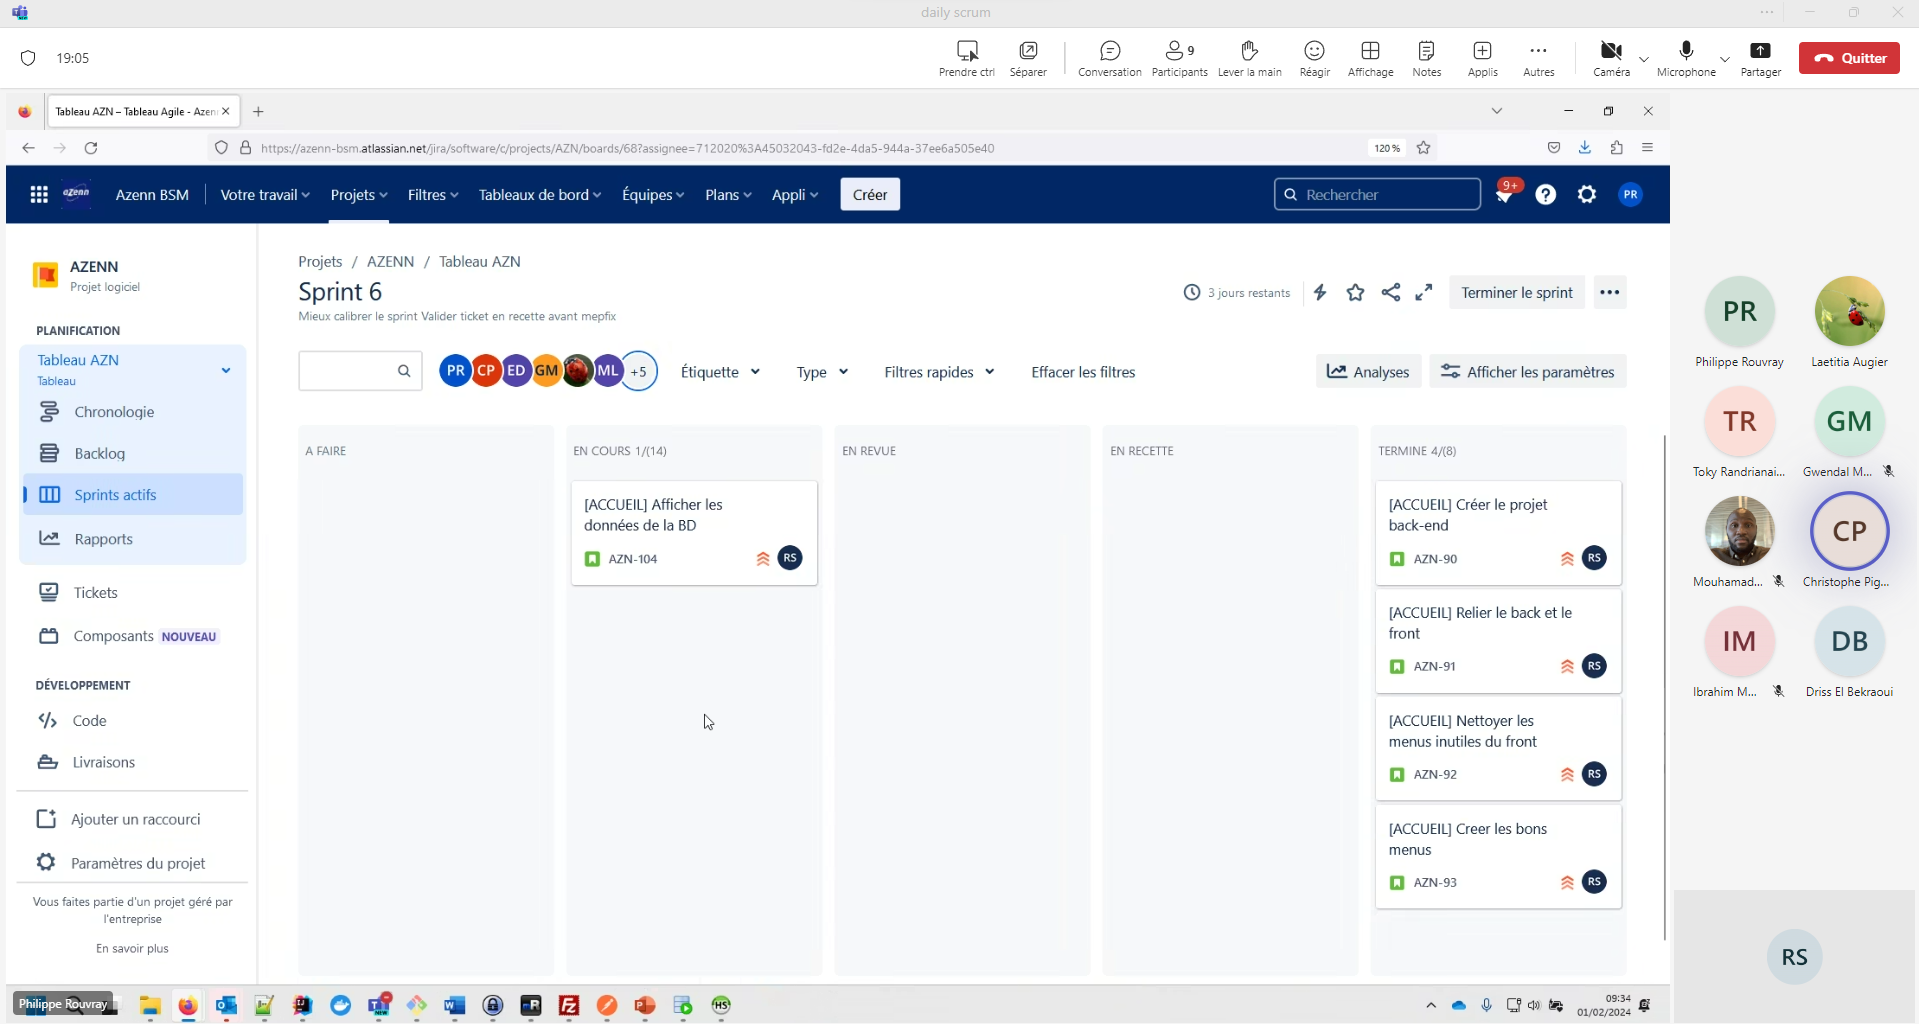 daily scrum
19:05
Prendre ctrl
Séparer
Conversation
9
Participants
Lever la main
Réagir
Affichage
Notes
Applis
Autres
Caméra
Microphone
Partager
Quitter
Tableau AZN – Tableau Agile - Azen
https://azenn-bsm.atlassian.net/jira/software/c/projects/AZN/boards/68?assignee=712020%3A45032043-fd2e-4da5-944a-37ee6a505e40
120 %
azenn
Azenn BSM
Votre travail
Projets
Filtres
Tableaux de bord
Équipes
Plans
Appli
Créer
Rechercher
9+
PR
AZENN
Projet logiciel
PLANIFICATION
Tableau AZN
Tableau
Chronologie
Backlog
Sprints actifs
Rapports
Tickets
Composants NOUVEAU
DÉVELOPPEMENT
Code
Livraisons
Ajouter un raccourci
Paramètres du projet
Vous faites partie d'un projet géré par
l'entreprise
En savoir plus
Projets / AZENN / Tableau AZN
Sprint 6
Mieux calibrer le sprint Valider ticket en recette avant mepfix
3 jours restants
Terminer le sprint
PR
CP
ED
GM
ML
+5
Étiquette
Type
Filtres rapides
Effacer les filtres
Analyses
Afficher les paramètres
A FAIRE
EN COURS 1/(14)
[ACCUEIL] Afficher les
données de la BD
AZN-104
RS
EN REVUE
EN RECETTE
TERMINE 4/(8)
[ACCUEIL] Créer le projet
back-end
AZN-90
RS
[ACCUEIL] Relier le back et le
front
AZN-91
RS
[ACCUEIL] Nettoyer les
menus inutiles du front
AZN-92
RS
[ACCUEIL] Creer les bons
menus
AZN-93
RS
PR
Philippe Rouvray
Laetitia Augier
TR
Toky Randrianai...
GM
Gwendal M...
Mouhamad...
CP
Christophe Pig...
IM
Ibrahim M...
DB
Driss El Bekraoui
RS
Philippe Rouvray
NEW
HS
09:34
01/02/2024